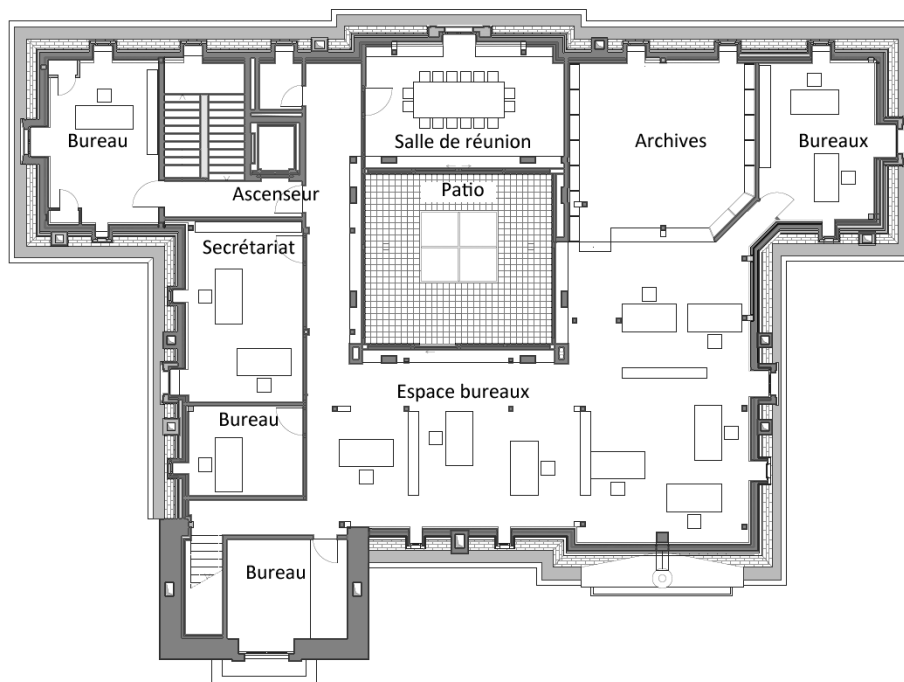 Bureau
Salle de réunion
Archives
Bureaux
Ascenseur
Patio
Secrétariat
Espace bureaux
Bureau
Bureau